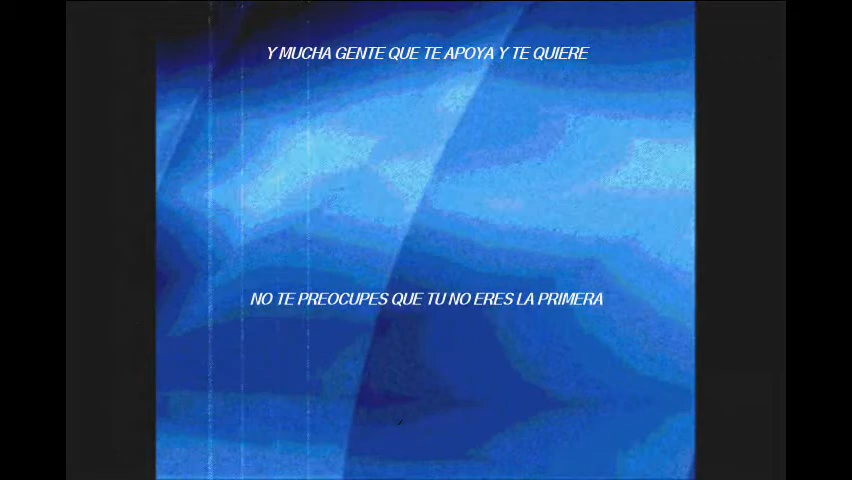 Y MUCHA GENTE QUE TE APOYA Y TE QUIERE
NO TE PREOCUPES QUE TU NO ERES LA PRIMERA